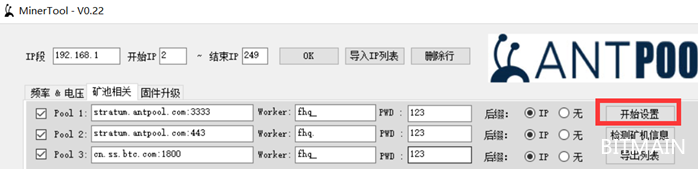 MinerTool - V0.22
IP段 192.168.1 开始IP 2 ~ 结束IP 249 OK 导入IP列表 删除行
ANTPOO
频率 & 电压 矿池相关 固件升级
Pool 1: stratum.antpool.com:3333 Worker: fhq_ PWD : 123 后缀: IP 无 开始设置
Pool 2: stratum.antpool.com:443 Worker: fhq. PWD : 123 后缀: IP 无 检测矿机信息
Pool 3: cn.ss.btc.com:1800 Worker: fhq_ PWD : 123 后缀: IP 无 导出列表
BITMAIN